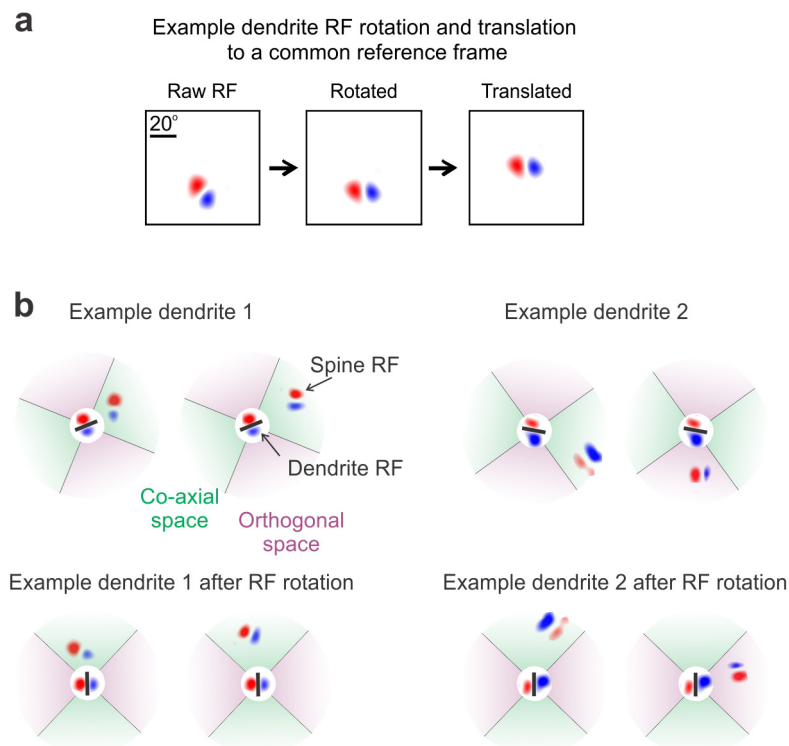 a
Example dendrite RF rotation and translation
to a common reference frame
Raw RF
Rotated
Translated
20°
b
Example dendrite 1
Example dendrite 2
Spine RF
Dendrite RF
Co-axial
space
Orthogonal
space
Example dendrite 1 after RF rotation
Example dendrite 2 after RF rotation